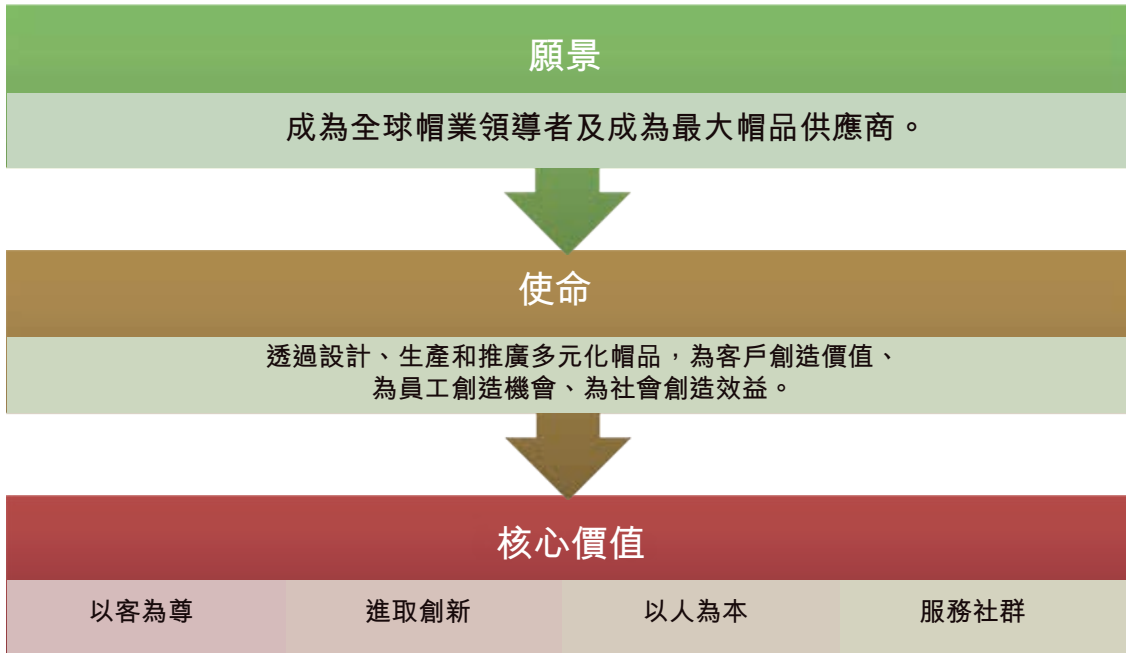 願景
成為全球帽業領導者及成為最大帽品供應商。
使命
透過設計、生產和推廣多元化帽品，為客戶創造價值、
為員工創造機會、為社會創造效益。
核心價值
以客為尊 進取創新 以人為本 服務社群